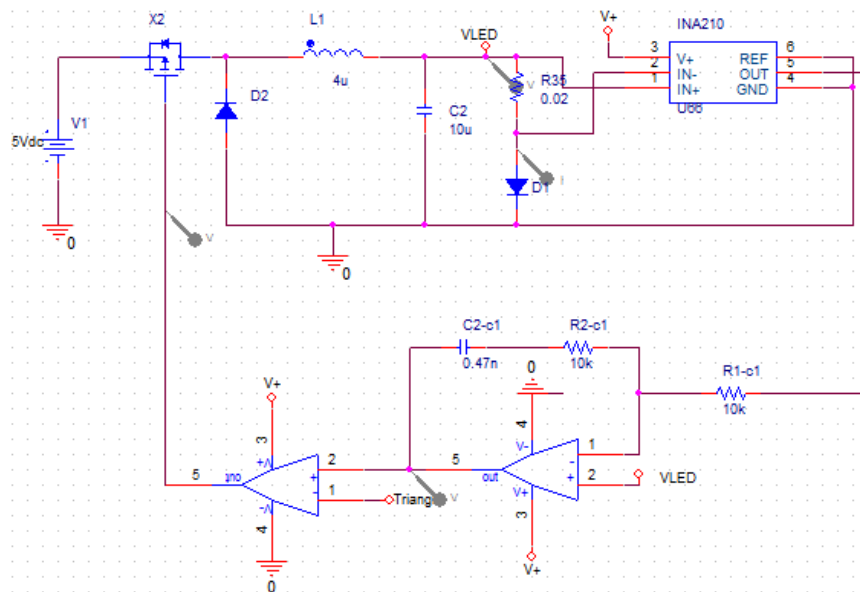 X2
L1
4u
VLED
V+
INA210
3 V+ REF 6
2 IN- OUT 5
1 IN+ GND 4
U66
R35
0.02
D2
C2
10u
V1
5Vdc
D1
V
I
0
0
V
C2-c1
0.47n
R2-c1
10k
R1-c1
10k
0
V+
4
V-
3
V+
2
+
1
-
5
out
V-
4
0
Triang
V
5
out
1
-
2
+
VLED
V+
3
V+